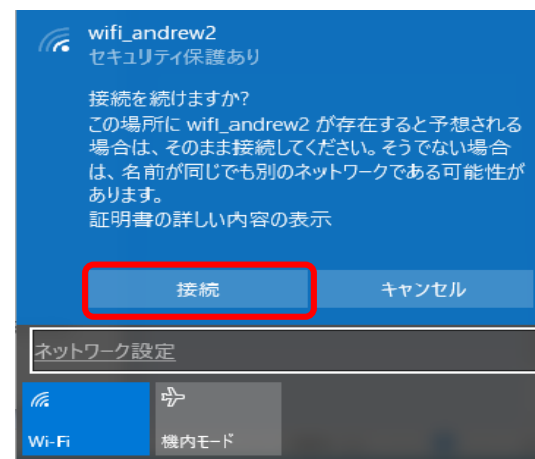 wifi_andrew2
セキュリティ保護あり
接続を続けますか?
この場所に wifi_andrew2 が存在すると予想される
場合は、そのまま接続してください。そうでない場合
は、名前が同じでも別のネットワークである可能性が
あります。
証明書の詳しい内容の表示
接続
キャンセル
ネットワーク設定
Wi-Fi
機内モード